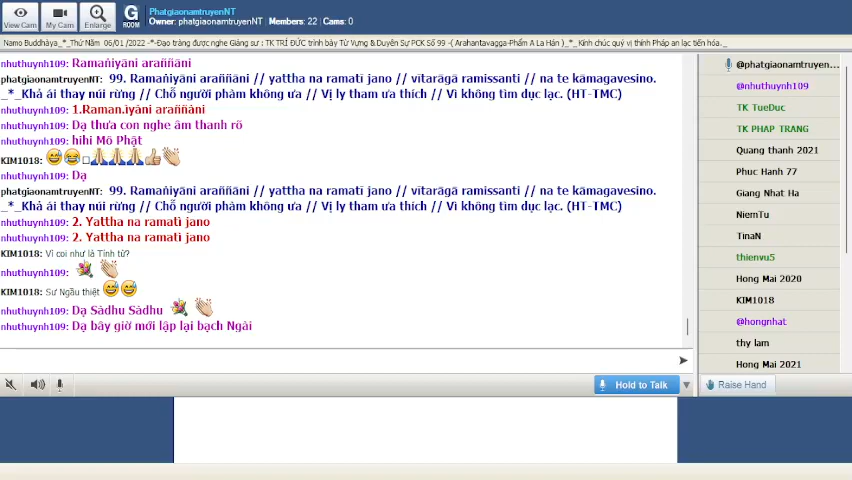 PhatgiaonamtruyenNT
Owner: phatgiaonamtruyenNT | Members: 22 | Cams: 0
View Cam
My Cam
Enlarge
G ROOM
Namo Buddhàya_*_Thứ Năm 06/01 /2022 -*-Đạo tràng được nghe Giảng sư : TK TRÍ ĐỨC trình bày Từ Vựng & Duyên Sự PCK Số 99 -( Arahantavagga-Phẩm A La Hán )_*_Kính chúc quý vị thính Pháp an lạc tiến hóa._
nhuthuynh109: Ramaṇīyāni araññāni
phatgiaonamtruyenNT: 99. Ramaṇīyāni araññāni // yattha na ramatī jano // vītarāgā ramissanti // na te kāmagavesino.
_*_Khả ái thay núi rừng // Chỗ người phàm không ưa // Vị ly tham ưa thích // Vì không tìm dục lạc. (HT-TMC)
nhuthuynh109: 1.Raman.iyàni araññàni
nhuthuynh109: Dạ thưa con nghe âm thanh rõ
nhuthuynh109: hihi Mô Phật
KIM1018:
nhuthuynh109: Dạ
phatgiaonamtruyenNT: 99. Ramaṇīyāni araññāni // yattha na ramatī jano // vītarāgā ramissanti // na te kāmagavesino.
_*_Khả ái thay núi rừng // Chỗ người phàm không ưa // Vị ly tham ưa thích // Vì không tìm dục lạc. (HT-TMC)
nhuthuynh109: 2. Yattha na ramatì jano
nhuthuynh109: 2. Yattha na ramatì jano
KIM1018: Ví coi như là Tính từ?
nhuthuynh109:
KIM1018: Sư Ngầu thiệt
nhuthuynh109: Dạ Sàdhu Sàdhu
nhuthuynh109: Dạ bây giờ mới lập lại bạch Ngài
Hold to Talk
@phatgiaonamtruyen...
@nhuthuynh109
TK TueDuc
TK PHAP TRANG
Quang thanh 2021
Phuc Hanh 77
Giang Nhat Ha
NiemTu
TinaN
thienvu5
Hong Mai 2020
KIM1018
@hongnhat
thy lam
Hong Mai 2021
Raise Hand